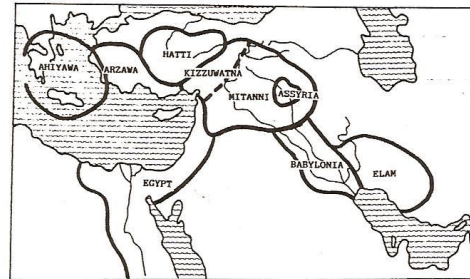 HATTI
AHIYAWA
ARZAWA
KIZZUWATNA
MITANNI
ASSYRIA
BABYLONIA
ELAM
EGYPT